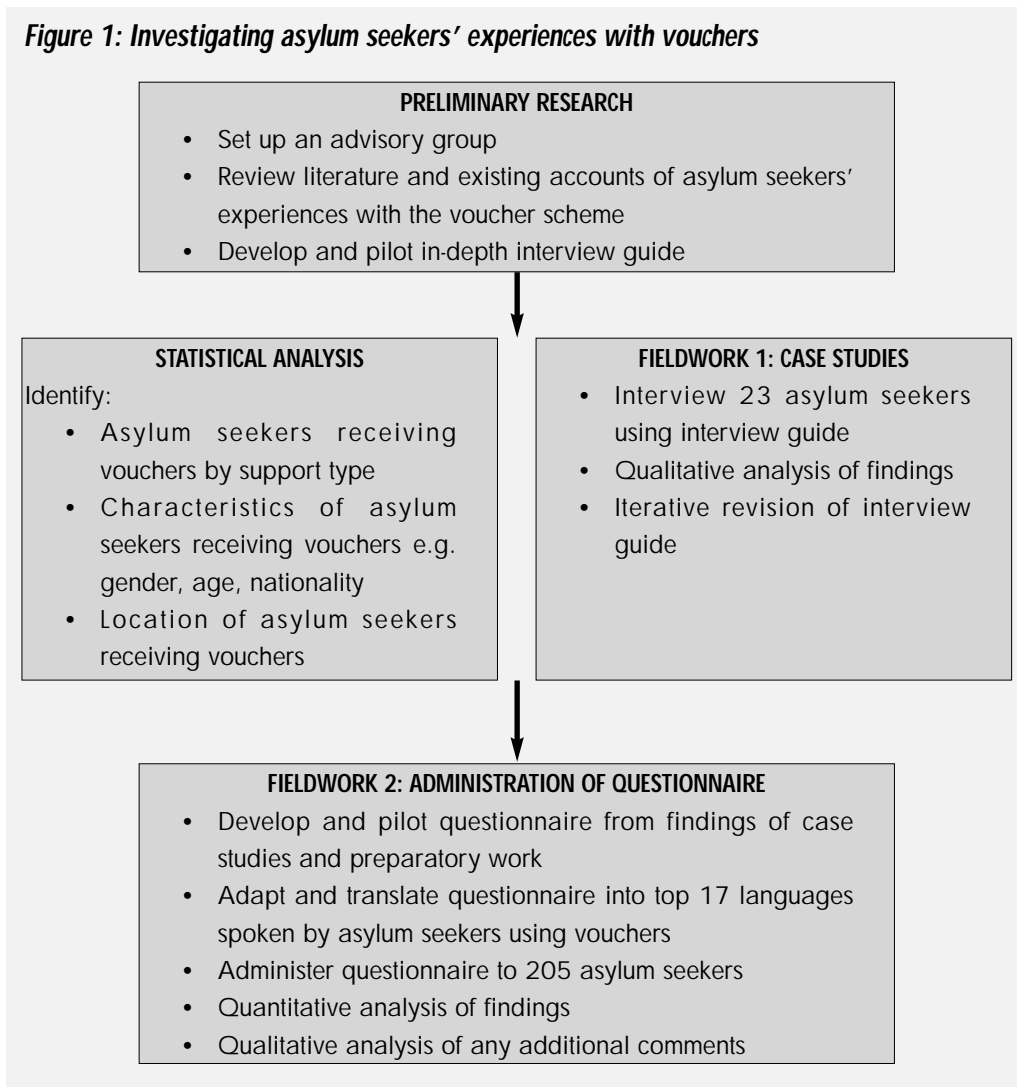 Figure 1: Investigating asylum seekers' experiences with vouchers
PRELIMINARY RESEARCH
• Set up an advisory group
• Review literature and existing accounts of asylum seekers'
experiences with the voucher scheme
• Develop and pilot in-depth interview guide
STATISTICAL ANALYSIS
Identify:
• Asylum seekers receiving
vouchers by support type
• Characteristics of asylum
seekers receiving vouchers e.g.
gender, age, nationality
• Location of asylum seekers
receiving vouchers
FIELDWORK 1: CASE STUDIES
• Interview 23 asylum seekers
using interview guide
• Qualitative analysis of findings
• Iterative revision of interview
guide
FIELDWORK 2: ADMINISTRATION OF QUESTIONNAIRE
• Develop and pilot questionnaire from findings of case
studies and preparatory work
• Adapt and translate questionnaire into top 17 languages
spoken by asylum seekers using vouchers
• Administer questionnaire to 205 asylum seekers
• Quantitative analysis of findings
• Qualitative analysis of any additional comments